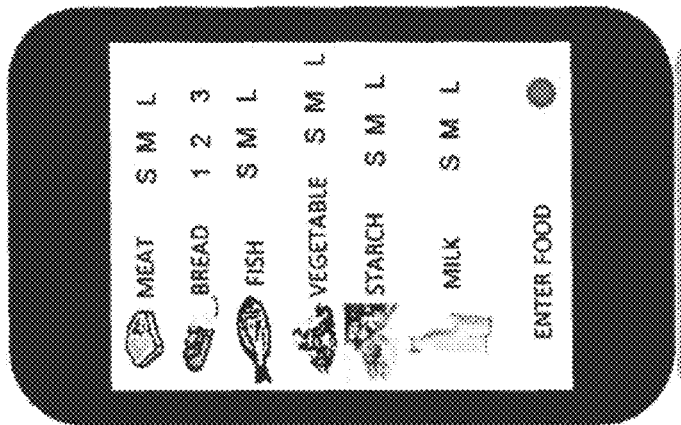 MEAT S M L
BREAD 1 2 3
FISH S M L
VEGETABLE S M L
STARCH S M L
MILK S M L
ENTER FOOD